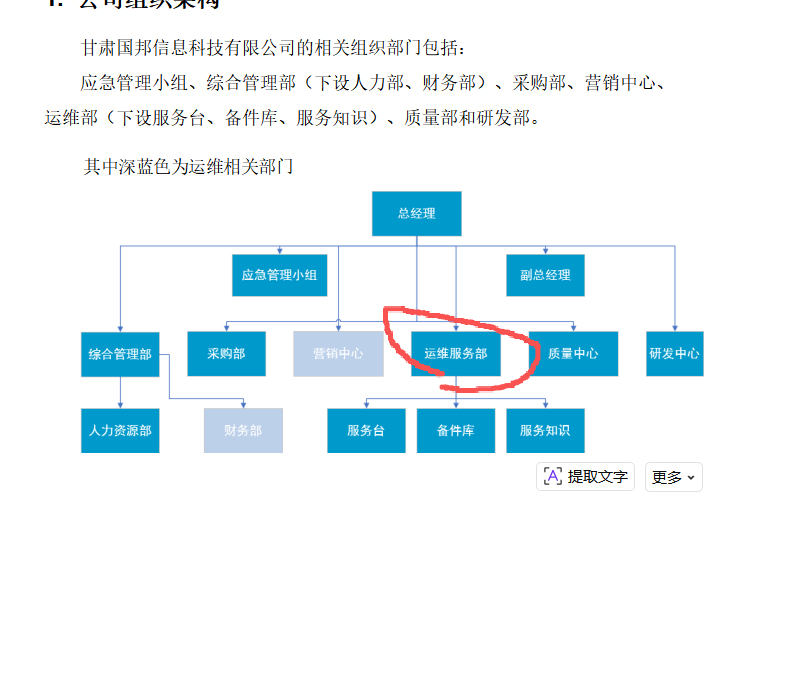 1. 公司组织架构
甘肃国邦信息科技有限公司的相关组织部门包括：
应急管理小组、综合管理部（下设人力部、财务部）、采购部、营销中心、
运维部（下设服务台、备件库、服务知识）、质量部和研发部。
其中深蓝色为运维相关部门
总经理
应急管理小组
副总经理
综合管理部
采购部
营销中心
运维服务部
质量中心
研发中心
人力资源部
财务部
服务台
备件库
服务知识
提取文字
更多